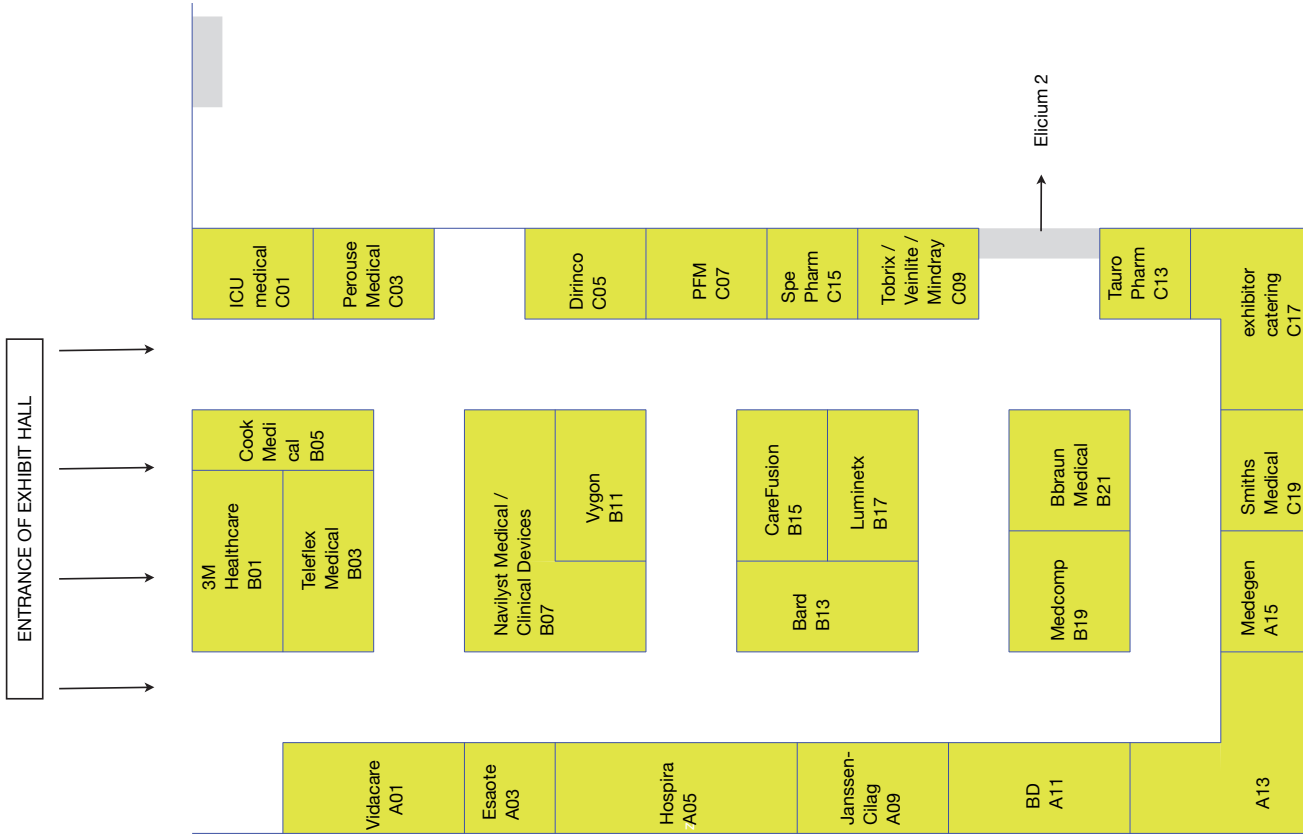 ENTRANCE OF EXHIBIT HALL
Elicium 2
ICU
medical
C01
Perouse
Medical
C03
Dirinco
C05
PFM
C07
Spe
Pharm
C15
Tobrix /
Veinlite /
Mindray
C09
Tauro
Pharm
C13
exhibitor
catering
C17
3M
Healthcare
B01
Teleflex
Medical
B03
Cook
Medi
cal
B05
Navilyst Medical /
Clinical Devices
B07
Vygon
B11
Bard
B13
CareFusion
B15
Luminetx
B17
Medcomp
B19
Bbraun
Medical
B21
Smiths
Medical
C19
Medegen
A15
Vidacare
A01
Esaote
A03
Hospira
A05
z
Janssen-
Cilag
A09
BD
A11
A13